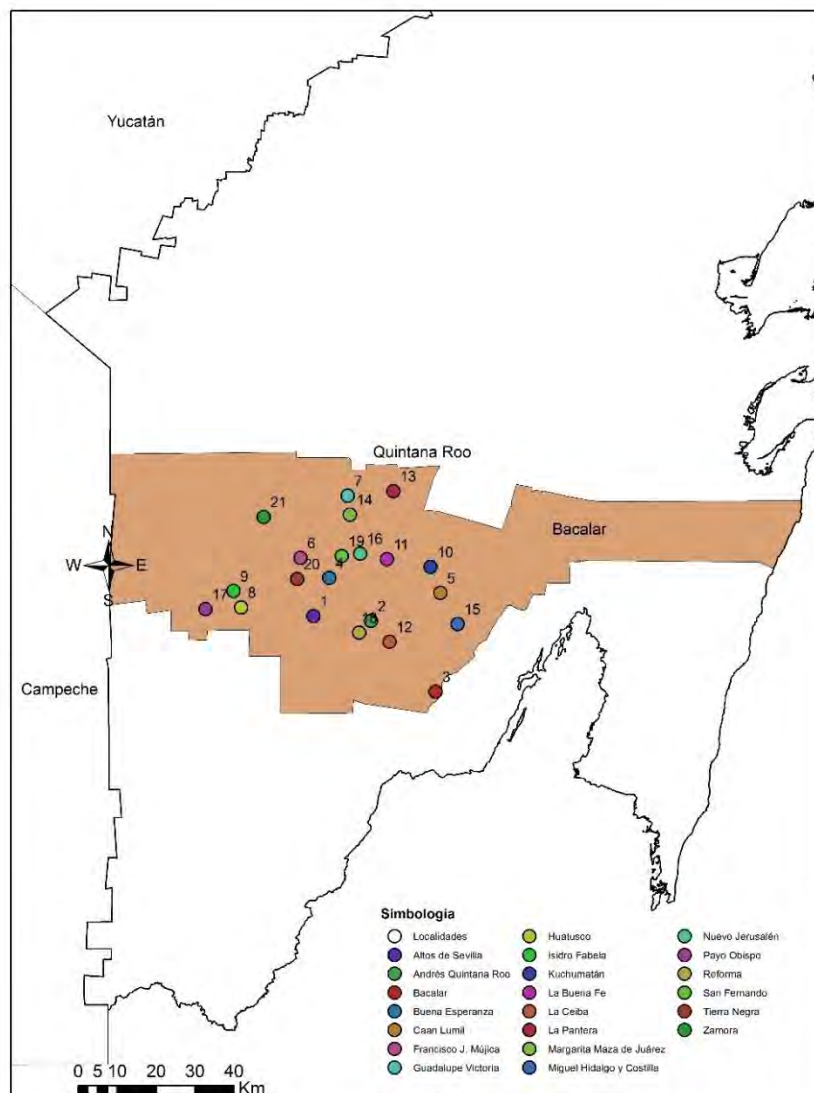 Yucatán
Quintana Roo
7
13
14
21
Bacalar
N
6
19
16
11
10
W
E
20
4
9
5
S
17
8
1
2
18
15
12
3
Campeche
Simbología
Localidades
Altos de Sevilla
Andrés Quintana Roo
Bacalar
Buena Esperanza
Caan Lumil
Francisco J. Mújica
Guadalupe Victoria
Huatusco
Isidro Fabela
Kuchumatán
La Buena Fe
La Ceiba
La Pantera
Margarita Maza de Juárez
Miguel Hidalgo y Costilla
Nuevo Jerusalén
Payo Obispo
Reforma
San Fernando
Tierra Negra
Zamora
0 5 10 20 30 40
Km